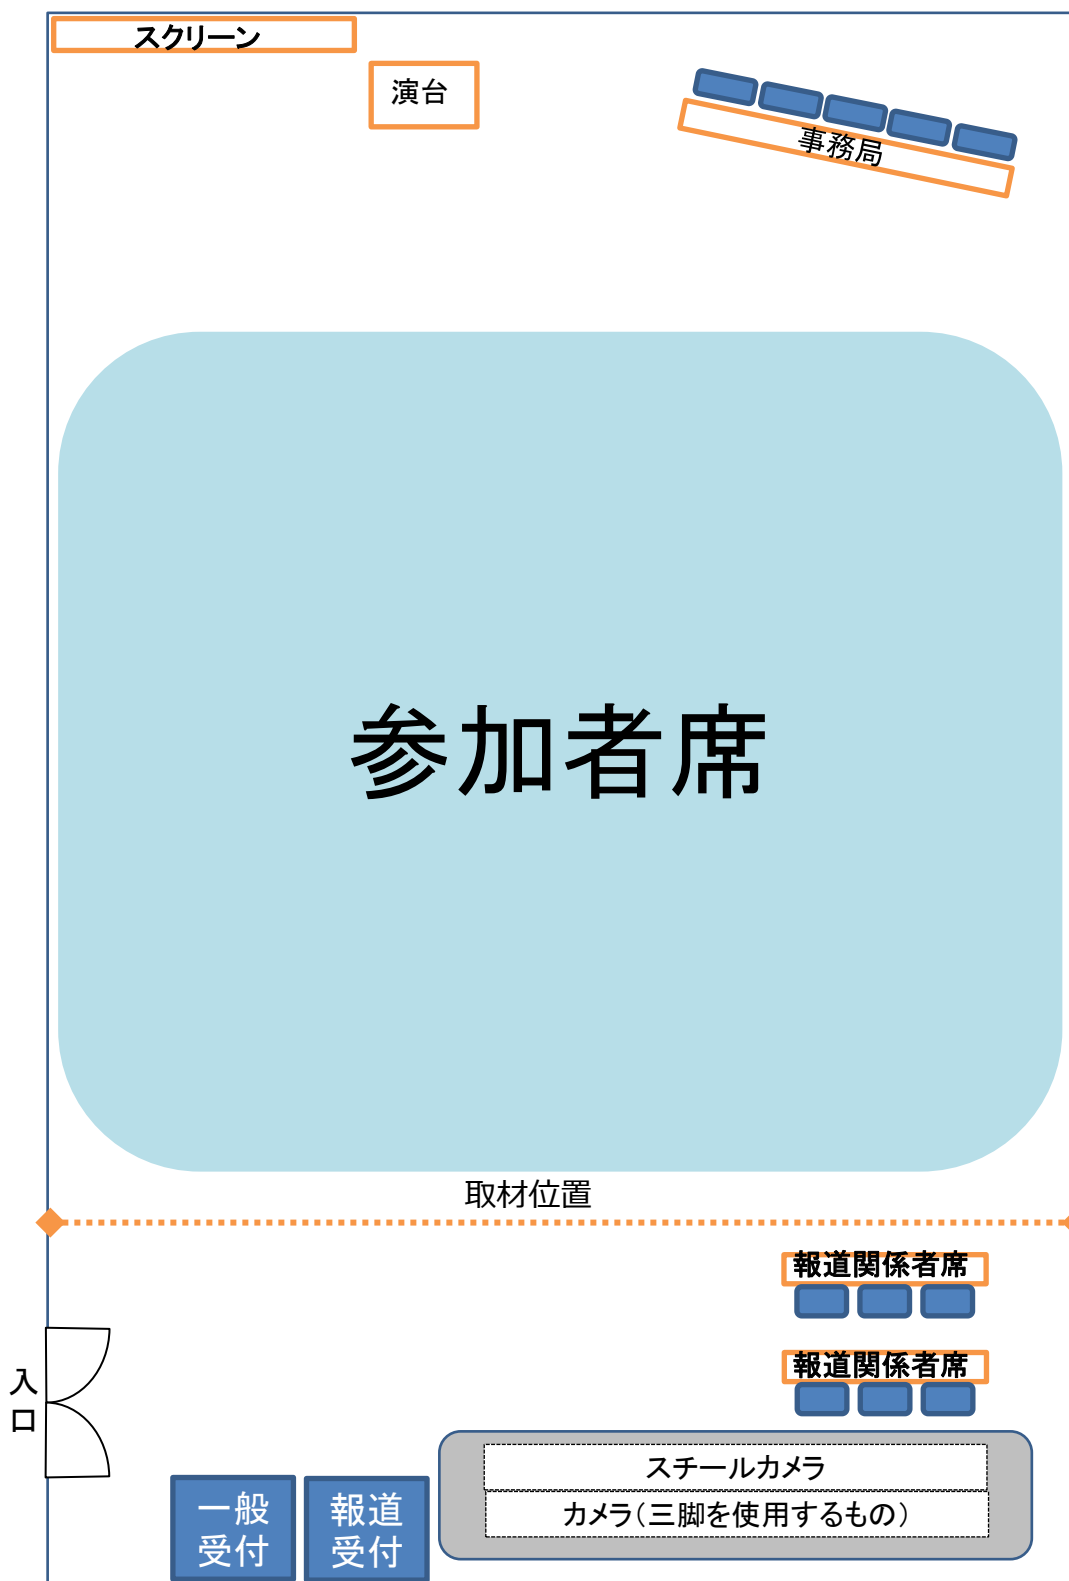 スクリーン
演台
事務局
参加者席
取材位置
報道関係者席
報道関係者席
入
口
スチールカメラ
カメラ（三脚を使用するもの）
一般
受付
報道
受付